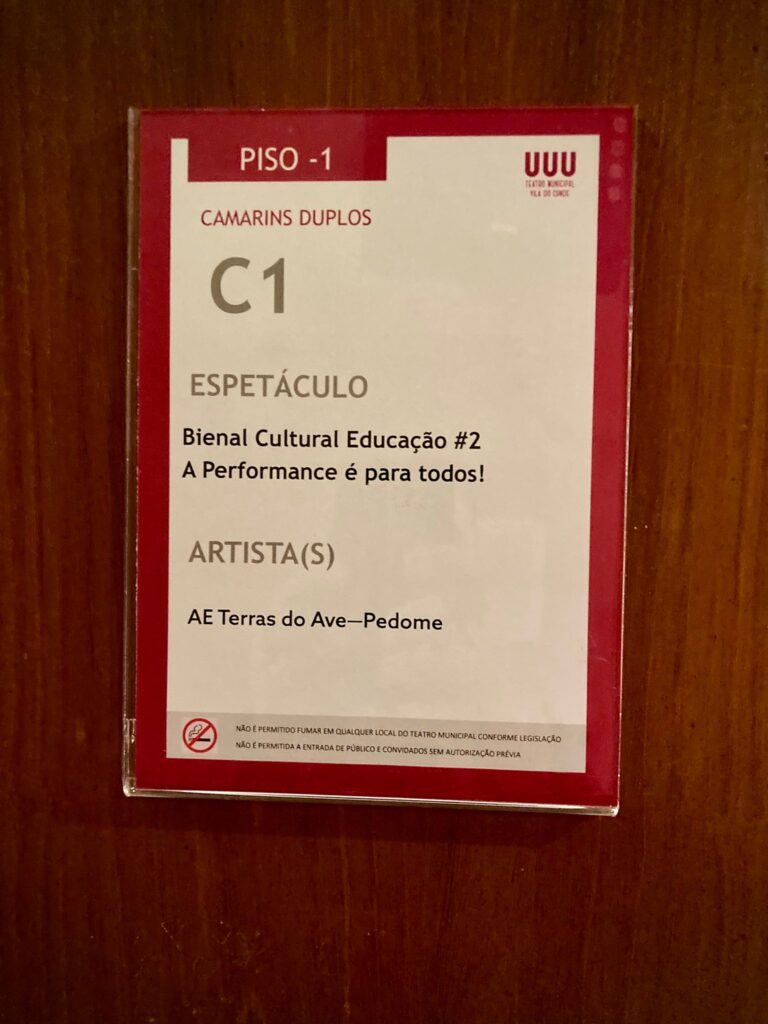 PISO -1
UUU
TEATRO MUNICIPAL
VILA DO CONDE
CAMARINS DUPLOS
C1
ESPETÁCULO
Bienal Cultural Educação #2
A Performance é para todos!
ARTISTA(S)
AE Terras do Ave—Pedome
NÃO É PERMITIDO FUMAR EM QUALQUER LOCAL DO TEATRO MUNICIPAL CONFORME LEGISLAÇÃO
NÃO É PERMITIDA A ENTRADA DE PÚBLICO E CONVIDADOS SEM AUTORIZAÇÃO PRÉVIA